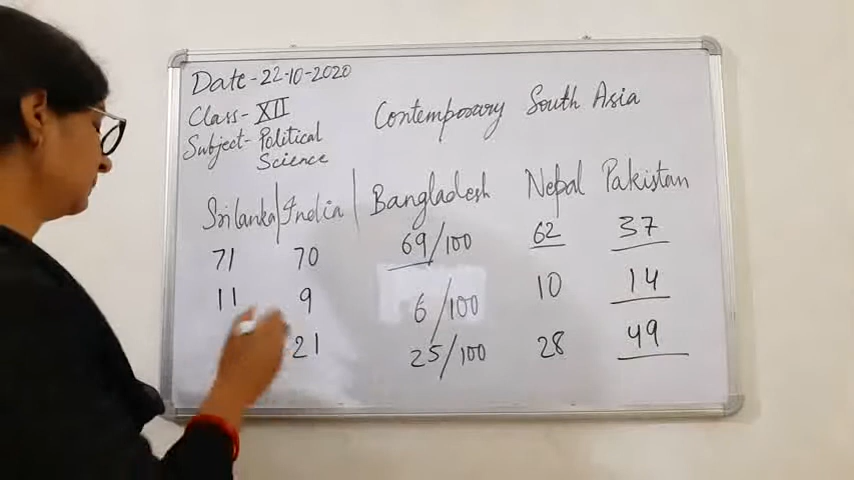 Date-22-10-2020
Class-XII
Subject-Political
Science
Contemporary South Asia
Srilanka India Bangladesh Nepal Pakistan
71 70 69/100 62 37
11 9 6/100 10 14
21 25/100 28 49